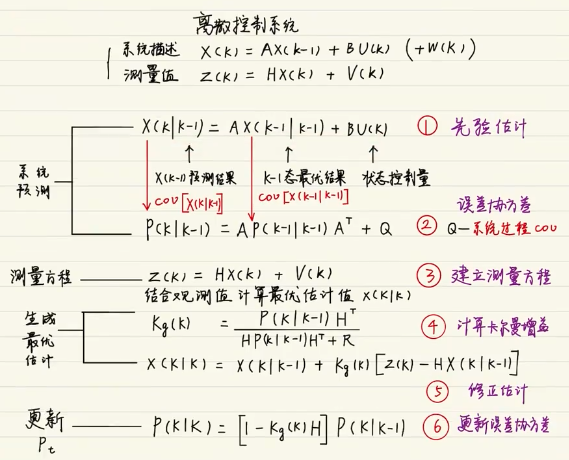 离散控制系统
系统描述 X(K) = AX(K-1) + BU(K) (+W(K))
测量值 Z(K) = HX(K) + V(K)
系统预测
X(K|K-1) = AX(K-1|K-1) + BU(K) ① 先验估计
X(K-1)预测结果 K-1态最优结果 状态控制量
cov[X(K|K-1)] cov[X(K-1|K-1)] 误差协方差
P(K|K-1) = AP(K-1|K-1)A^T + Q ② Q—系统过程cov
测量方程 Z(K) = HX(K) + V(K) ③ 建立测量方程
结合观测值 计算最优估计值 X(K|K)
生成最优估计
Kg(K) = P(K|K-1)H^T / HP(K|K-1)H^T + R ④ 计算卡尔曼增益
X(K|K) = X(K|K-1) + Kg(K)[Z(K) - HX(K|K-1)]
⑤ 修正估计
更新 Pt P(K|K) = [1 - Kg(K)H]P(K|K-1) ⑥ 更新误差协方差